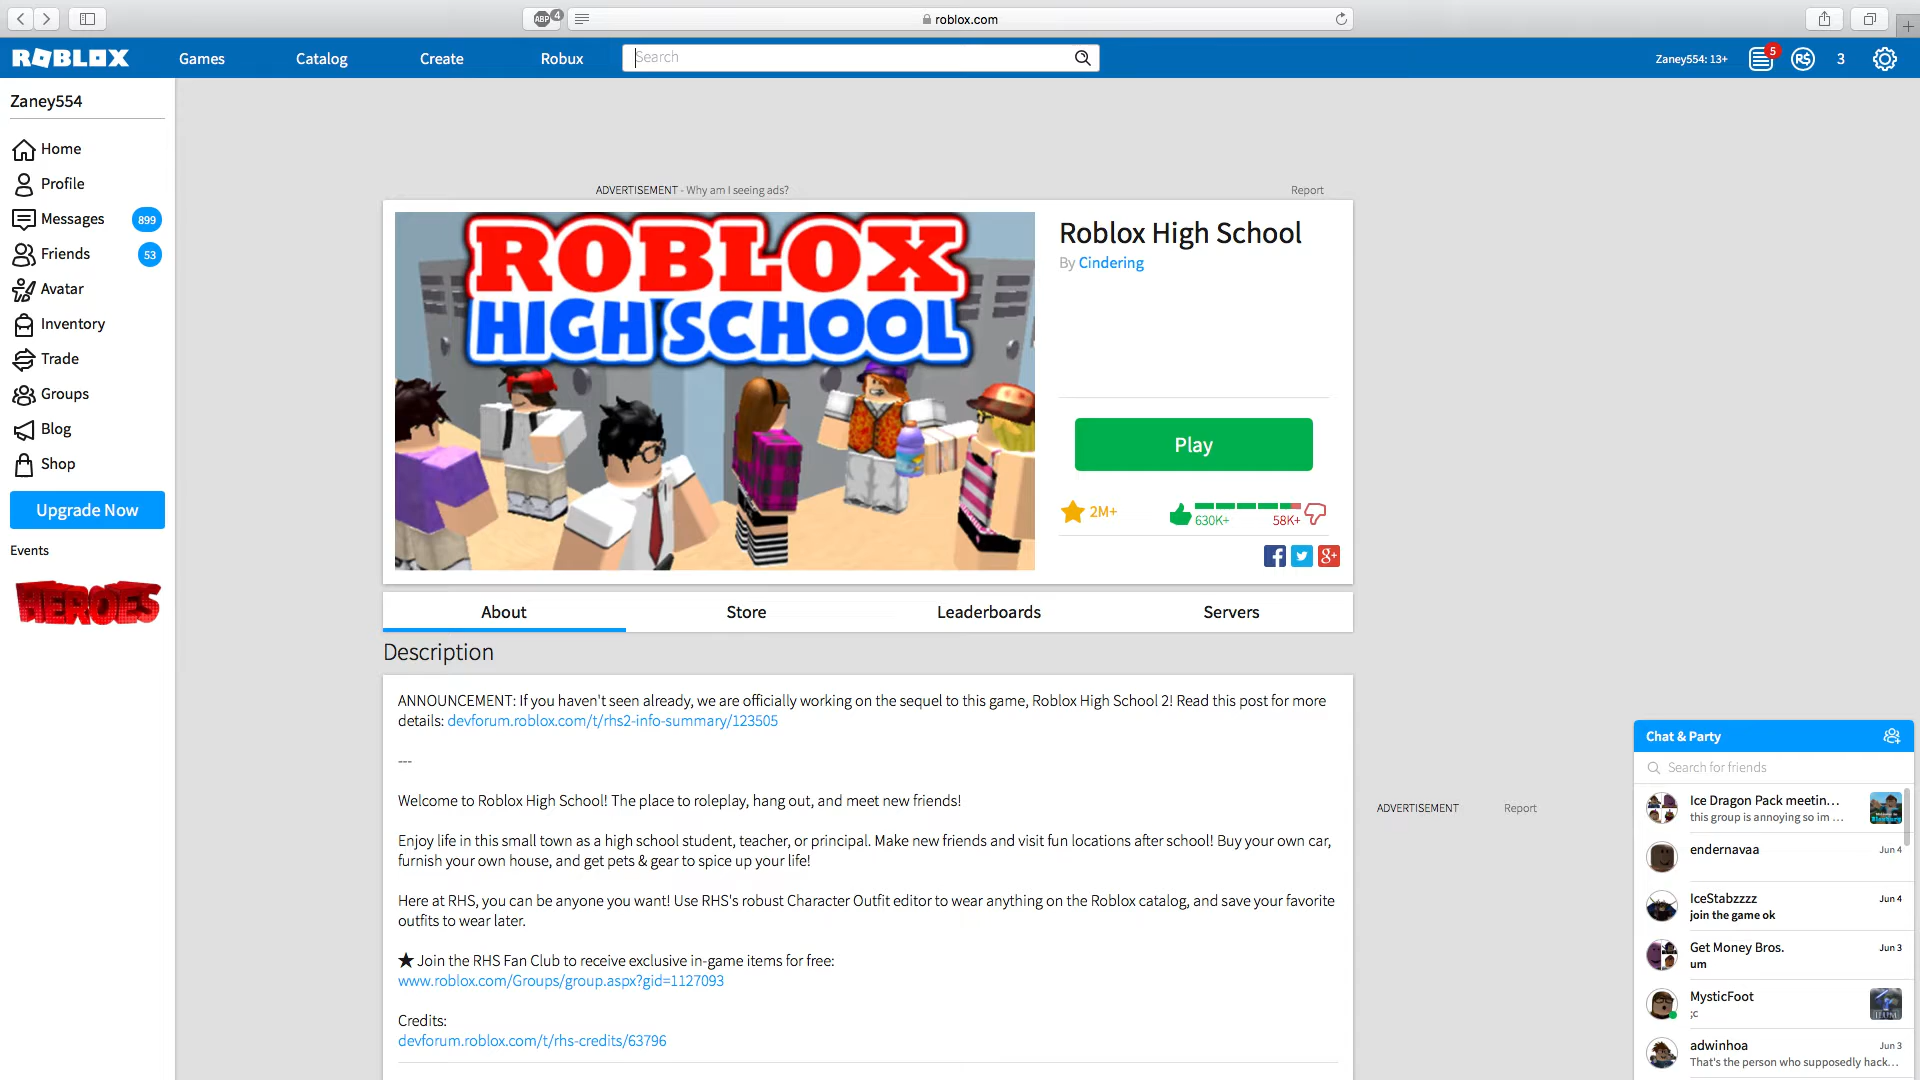 ABP 4
roblox.com
ROBLOX
Games
Catalog
Create
Robux
Search
Zaney554: 13+
5
R$
3
Zaney554
Home
Profile
Messages
899
Friends
53
Avatar
Inventory
Trade
Groups
Blog
Shop
Upgrade Now
Events
HEROES
ADVERTISEMENT - Why am I seeing ads?
Report
ROBLOX
HIGH SCHOOL
Roblox High School
By Cindering
Play
2M+
630K+
58K+
f
g+
About
Store
Leaderboards
Servers
Description
ANNOUNCEMENT: If you haven't seen already, we are officially working on the sequel to this game, Roblox High School 2! Read this post for more
details: devforum.roblox.com/t/rhs2-info-summary/123505
---
Welcome to Roblox High School! The place to roleplay, hang out, and meet new friends!
Enjoy life in this small town as a high school student, teacher, or principal. Make new friends and visit fun locations after school! Buy your own car,
furnish your own house, and get pets & gear to spice up your life!
Here at RHS, you can be anyone you want! Use RHS's robust Character Outfit editor to wear anything on the Roblox catalog, and save your favorite
outfits to wear later.
★ Join the RHS Fan Club to receive exclusive in-game items for free:
www.roblox.com/Groups/group.aspx?gid=1127093
Credits:
devforum.roblox.com/t/rhs-credits/63796
ADVERTISEMENT
Report
Chat & Party
Search for friends
Ice Dragon Pack meetin...
this group is annoying so im ...
endernavaa
Jun 4
IceStabzzzz
Jun 4
join the game ok
Get Money Bros.
Jun 3
um
MysticFoot
;c
adwinhoa
Jun 3
That's the person who supposedly hack...